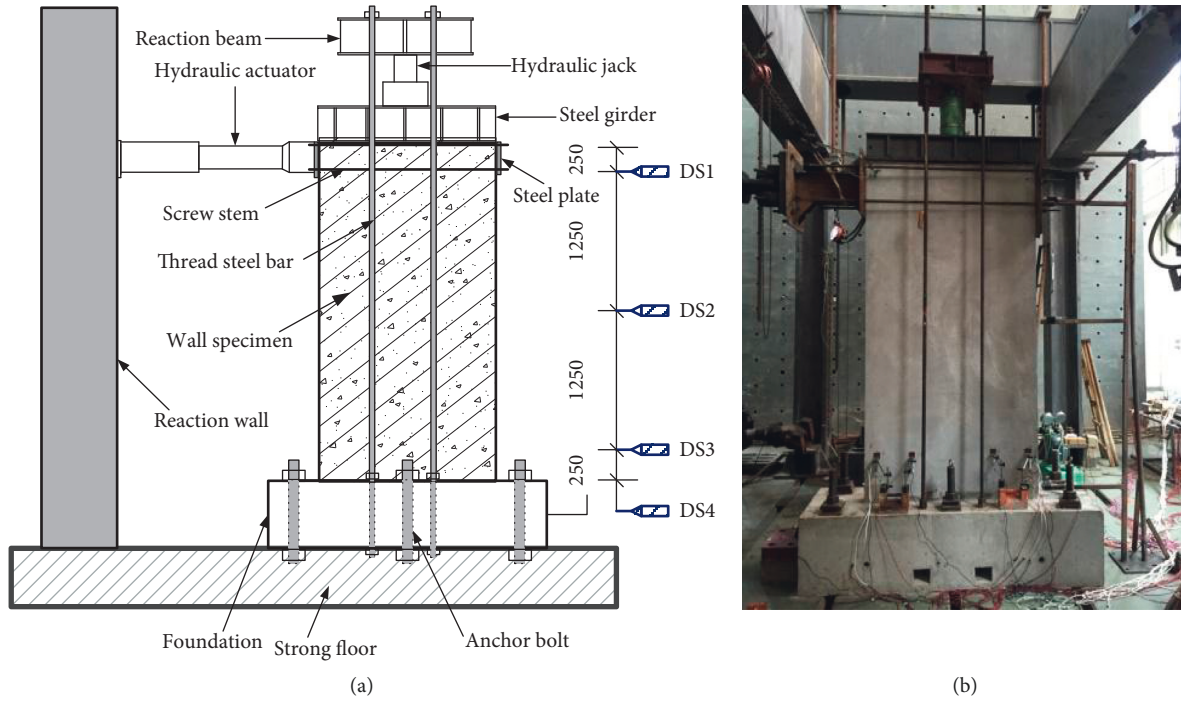 Reaction beam
Hydraulic actuator
Hydraulic jack
Steel girder
250
DS1
Steel plate
Screw stem
1250
Thread steel bar
DS2
Wall specimen
1250
Reaction wall
DS3
250
DS4
Foundation
Strong floor
Anchor bolt
(a)
(b)